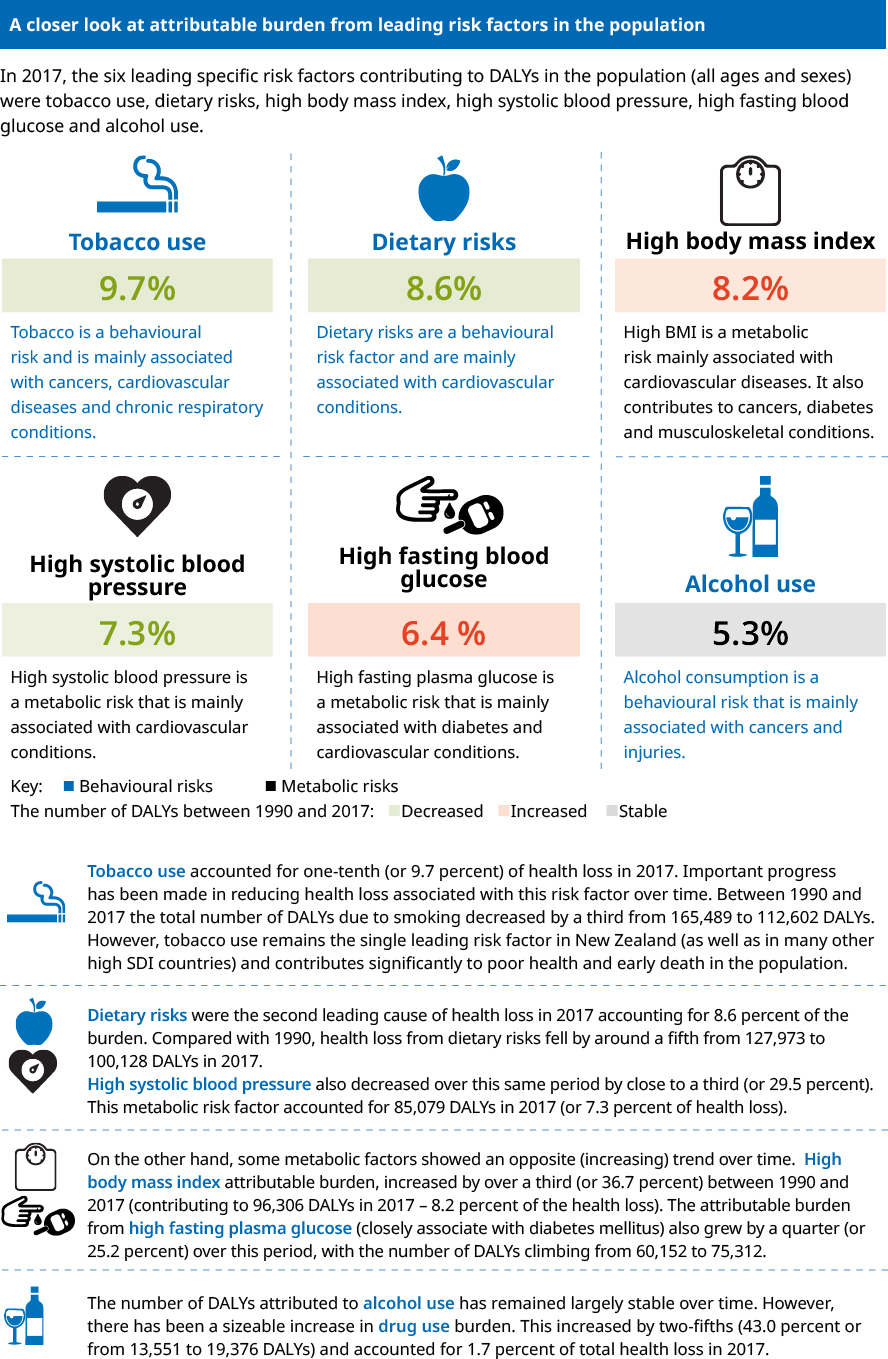 A closer look at attributable burden from leading risk factors in the population
In 2017, the six leading specific risk factors contributing to DALYs in the population (all ages and sexes)
were tobacco use, dietary risks, high body mass index, high systolic blood pressure, high fasting blood
glucose and alcohol use.
Tobacco use
9.7%
Tobacco is a behavioural
risk and is mainly associated
with cancers, cardiovascular
diseases and chronic respiratory
conditions.
Dietary risks
8.6%
Dietary risks are a behavioural
risk factor and are mainly
associated with cardiovascular
conditions.
High body mass index
8.2%
High BMI is a metabolic
risk mainly associated with
cardiovascular diseases. It also
contributes to cancers, diabetes
and musculoskeletal conditions.
High systolic blood
pressure
7.3%
High systolic blood pressure is
a metabolic risk that is mainly
associated with cardiovascular
conditions.
High fasting blood
glucose
6.4 %
High fasting plasma glucose is
a metabolic risk that is mainly
associated with diabetes and
cardiovascular conditions.
Alcohol use
5.3%
Alcohol consumption is a
behavioural risk that is mainly
associated with cancers and
injuries.
Key: Behavioural risks Metabolic risks
The number of DALYs between 1990 and 2017: Decreased Increased Stable
Tobacco use accounted for one-tenth (or 9.7 percent) of health loss in 2017. Important progress
has been made in reducing health loss associated with this risk factor over time. Between 1990 and
2017 the total number of DALYs due to smoking decreased by a third from 165,489 to 112,602 DALYs.
However, tobacco use remains the single leading risk factor in New Zealand (as well as in many other
high SDI countries) and contributes significantly to poor health and early death in the population.
Dietary risks were the second leading cause of health loss in 2017 accounting for 8.6 percent of the
burden. Compared with 1990, health loss from dietary risks fell by around a fifth from 127,973 to
100,128 DALYs in 2017.
High systolic blood pressure also decreased over this same period by close to a third (or 29.5 percent).
This metabolic risk factor accounted for 85,079 DALYs in 2017 (or 7.3 percent of health loss).
On the other hand, some metabolic factors showed an opposite (increasing) trend over time. High
body mass index attributable burden, increased by over a third (or 36.7 percent) between 1990 and
2017 (contributing to 96,306 DALYs in 2017 – 8.2 percent of the health loss). The attributable burden
from high fasting plasma glucose (closely associate with diabetes mellitus) also grew by a quarter (or
25.2 percent) over this period, with the number of DALYs climbing from 60,152 to 75,312.
The number of DALYs attributed to alcohol use has remained largely stable over time. However,
there has been a sizeable increase in drug use burden. This increased by two-fifths (43.0 percent or
from 13,551 to 19,376 DALYs) and accounted for 1.7 percent of total health loss in 2017.